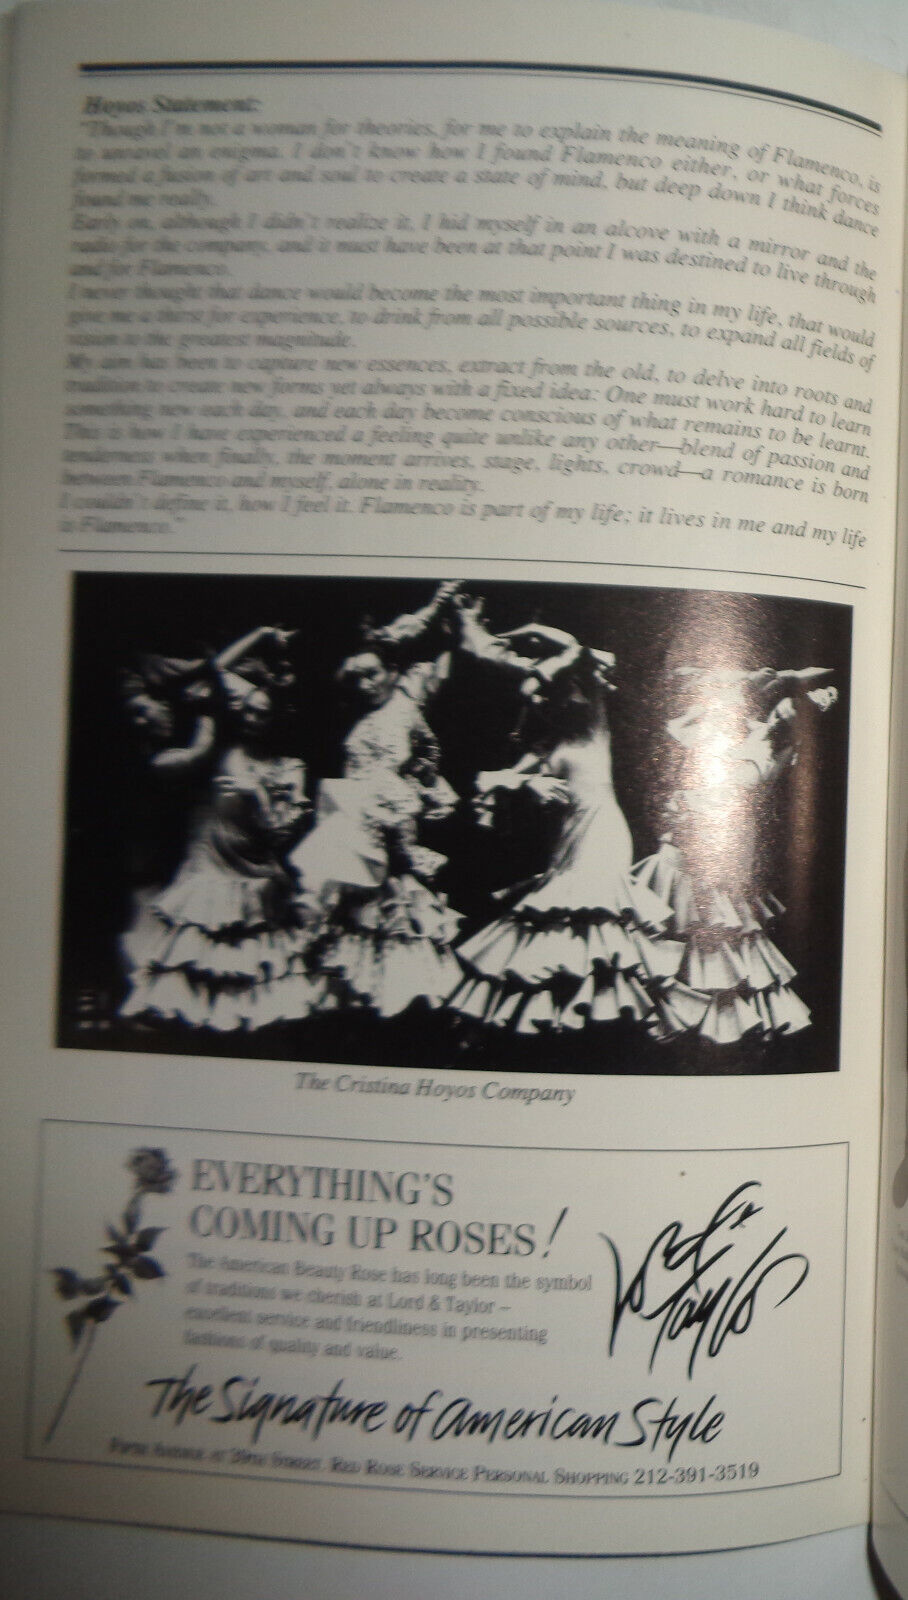 Hoyos Statement:
"Though I'm not a woman for theories, for me to explain the meaning of Flamenco, is
to unravel an enigma. I don't know how I found Flamenco either, or what forces
formed a fusion of art and soul to create a state of mind, but deep down I think dance
found me really.
Early on, although I didn't realize it, I hid myself in an alcove with a mirror and the
radio for the company, and it must have been at that point I was destined to live through
and for Flamenco.
I never thought that dance would become the most important thing in my life, that would
give me a thirst for experience, to drink from all possible sources, to expand all fields of
vision to the greatest magnitude.
My aim has been to capture new essences, extract from the old, to delve into roots and
tradition to create new forms yet always with a fixed idea: One must work hard to learn
something new each day, and each day become conscious of what remains to be learnt.
This is how I have experienced a feeling quite unlike any other—blend of passion and
tenderness when finally, the moment arrives, stage, lights, crowd—a romance is born
between Flamenco and myself, alone in reality.
I couldn't define it, how I feel it. Flamenco is part of my life; it lives in me and my life
is Flamenco."
The Cristina Hoyos Company
EVERYTHING'S
COMING UP ROSES!
The American Beauty Rose has long been the symbol
of traditions we cherish at Lord & Taylor –
excellent service and friendliness in presenting
fashions of quality and value.
Lord & Taylor
The Signature of American Style
FIFTH AVENUE AT 39TH STREET. RED ROSE SERVICE PERSONAL SHOPPING 212-391-3519